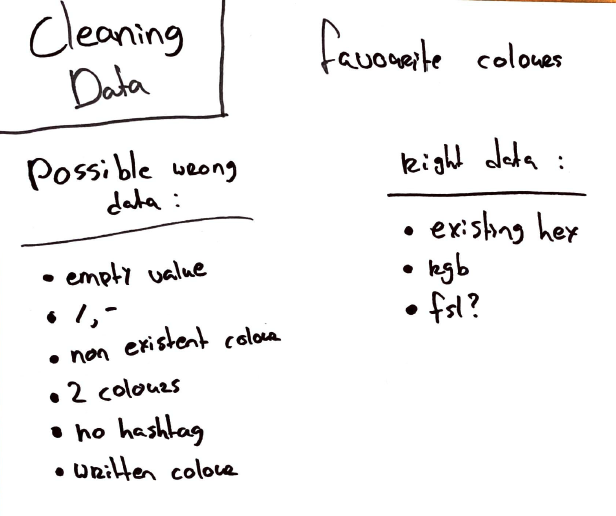 Cleaning
Data
favourite colours
Possible wrong
data :
• empty value
• /, -
• non existent colour
• 2 colours
• no hashtag
• written colour
Right data :
• existing hex
• rgb
• fsl?